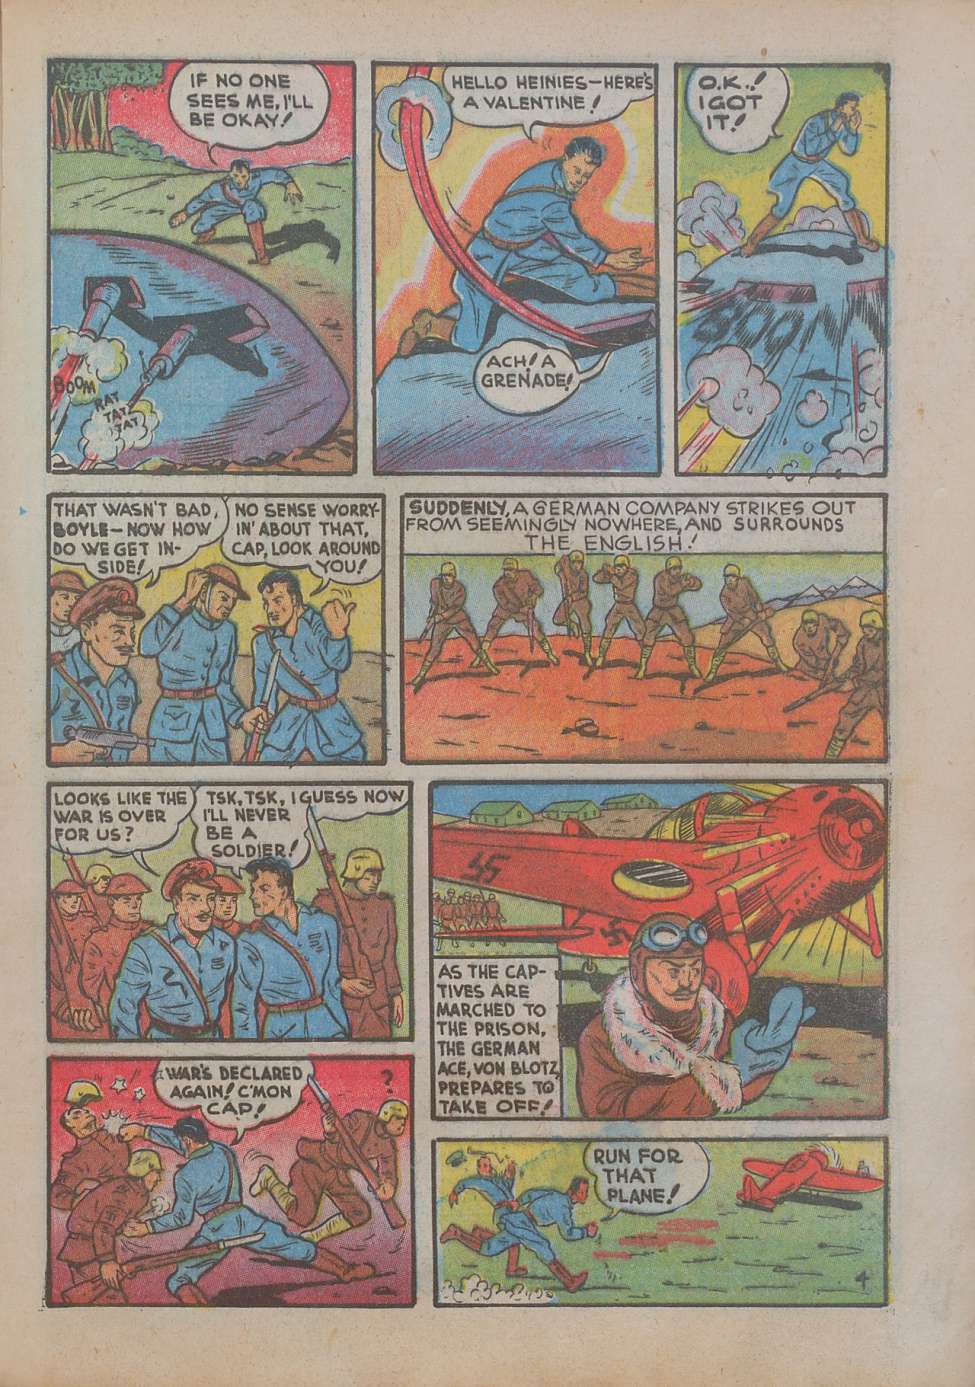 IF NO ONE
SEES ME, I'LL
BE OKAY!
BOOM
RAT
TAT
TAT
HELLO HEINIES—HERE'S
A VALENTINE!
ACH! A
GRENADE!
O.K.!
I GOT
IT!
BOOM
THAT WASN'T BAD,
BOYLE—NOW HOW
DO WE GET IN-
SIDE!
NO SENSE WORRY-
IN' ABOUT THAT,
CAP, LOOK AROUND
YOU!
SUDDENLY, A GERMAN COMPANY STRIKES OUT
FROM SEEMINGLY NOWHERE, AND SURROUNDS
THE ENGLISH!
LOOKS LIKE THE
WAR IS OVER
FOR US?
TSK, TSK, I GUESS NOW
I'LL NEVER
BE A
SOLDIER!
AS THE CAP-
TIVES ARE
MARCHED TO
THE PRISON,
THE GERMAN
ACE, VON BLOTZ,
PREPARES TO
TAKE OFF!
WAR'S DECLARED
AGAIN! C'MON
CAP!
?
RUN FOR
THAT
PLANE!
4